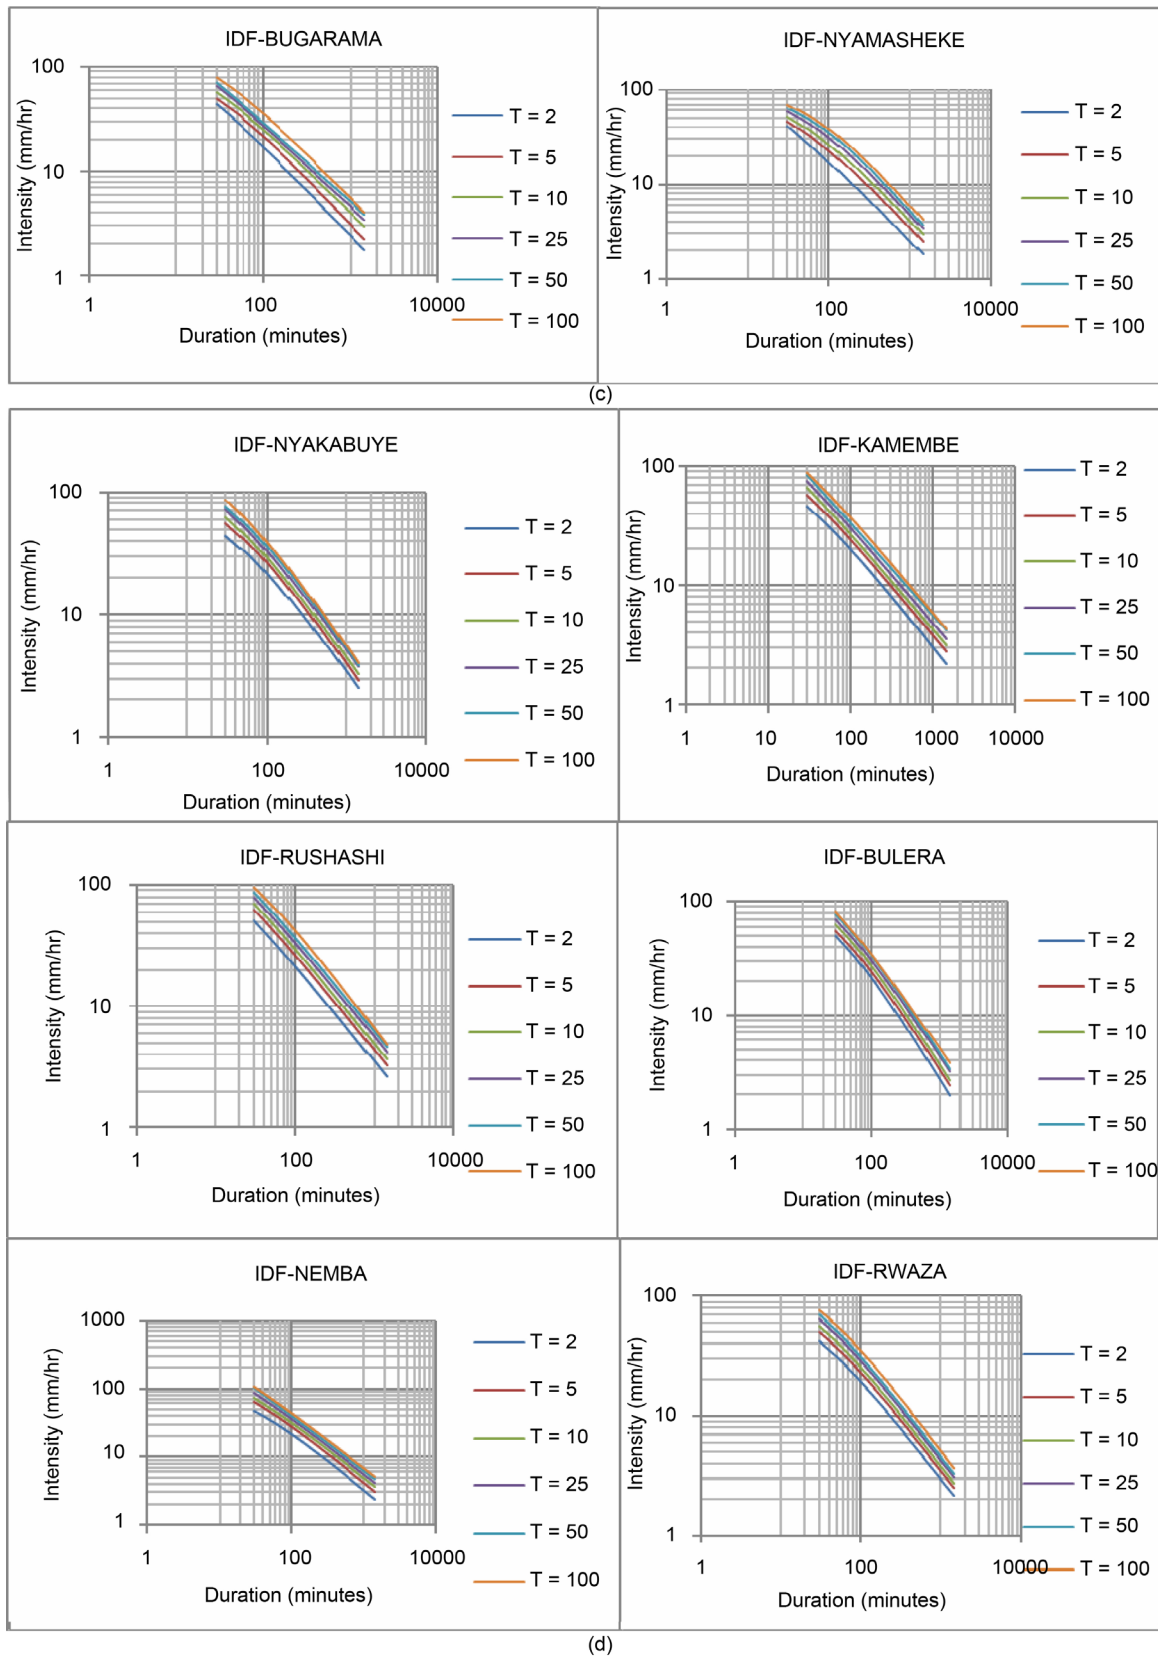 IDF-BUGARAMA
100
10
1
1
100
10000
Intensity (mm/hr)
Duration (minutes)
T = 2
T = 5
T = 10
T = 25
T = 50
T = 100
IDF-NYAMASHEKE
100
10
1
1
100
10000
Intensity (mm/hr)
Duration (minutes)
T = 2
T = 5
T = 10
T = 25
T = 50
T = 100
(c)
IDF-NYAKABUYE
100
10
1
1
100
10000
Intensity (mm/hr)
Duration (minutes)
T = 2
T = 5
T = 10
T = 25
T = 50
T = 100
IDF-KAMEMBE
100
10
1
1
10
100
1000
10000
Intensity (mm/hr)
Duration (minutes)
T = 2
T = 5
T = 10
T = 25
T = 50
T = 100
IDF-RUSHASHI
100
10
1
1
100
10000
Intensity (mm/hr)
Duration (minutes)
T = 2
T = 5
T = 10
T = 25
T = 50
T = 100
IDF-BULERA
100
10
1
1
100
10000
Intensity (mm/hr)
Duration (minutes)
T = 2
T = 5
T = 10
T = 25
T = 50
T = 100
IDF-NEMBA
1000
100
10
1
1
100
10000
Intensity (mm/hr)
Duration (minutes)
T = 2
T = 5
T = 10
T = 25
T = 50
T = 100
IDF-RWAZA
100
10
1
1
100
10000
Intensity (mm/hr)
Duration (minutes)
T = 2
T = 5
T = 10
T = 25
T = 50
T = 100
(d)